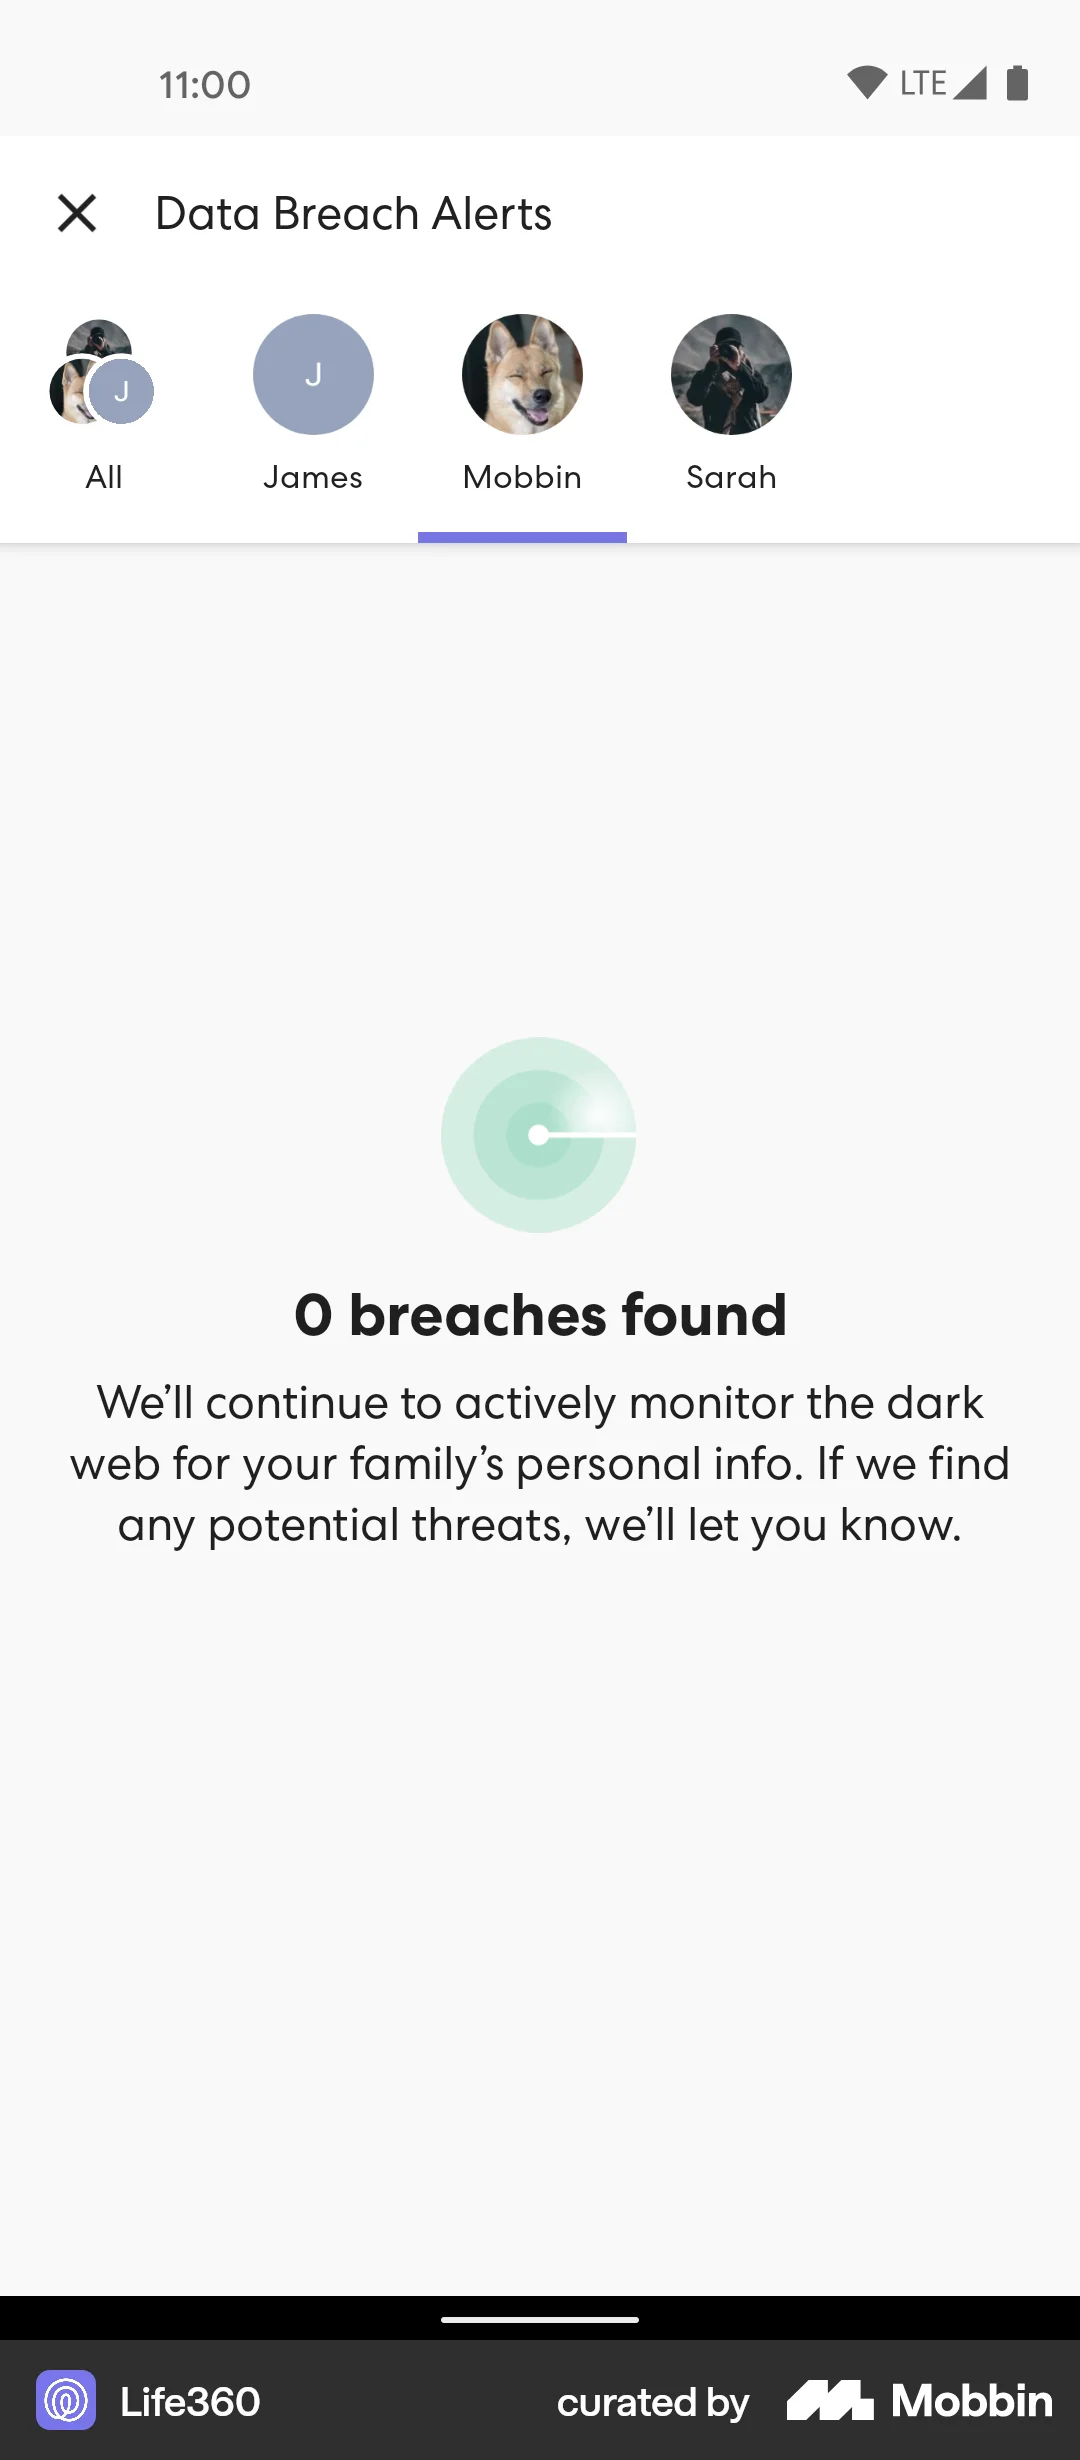 11:00
LTE
Data Breach Alerts
J
J
All
James
Mobbin
Sarah
0 breaches found
We’ll continue to actively monitor the dark
web for your family’s personal info. If we find
any potential threats, we’ll let you know.
Life360
curated by
Mobbin